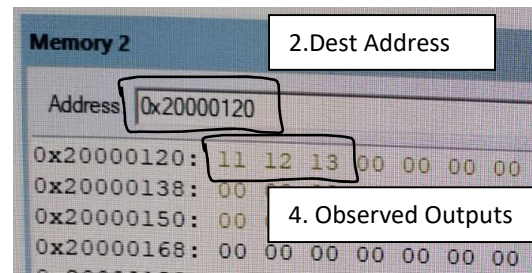 Memory 2
2.Dest Address
Address: 0x20000120
0x20000120: 11 12 13 00 00 00 00
0x20000138: 00
0x20000150: 00
4. Observed Outputs
0x20000168: 00 00 00 00 00 00 00